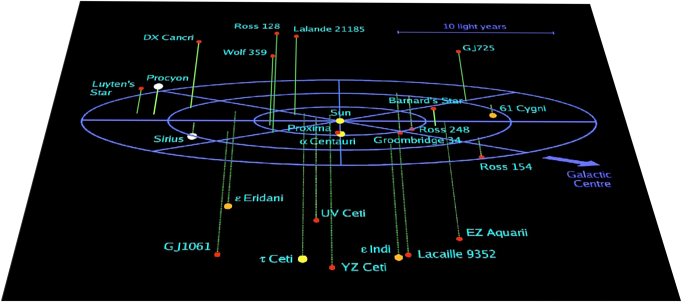 Ross 128
Lalande 21185
10 light years
DX Cancri
Wolf 359
GJ725
Luyten's
Star
Procyon
Barnard's Star
61 Cygni
Sun
Proxima
Ross 248
Sirius
α Centauri
Groombridge 34
Ross 154
Galactic
Centre
ε Eridani
UV Ceti
GJ1061
EZ Aquarii
ε Indi
τ Ceti
Lacaille 9352
YZ Ceti